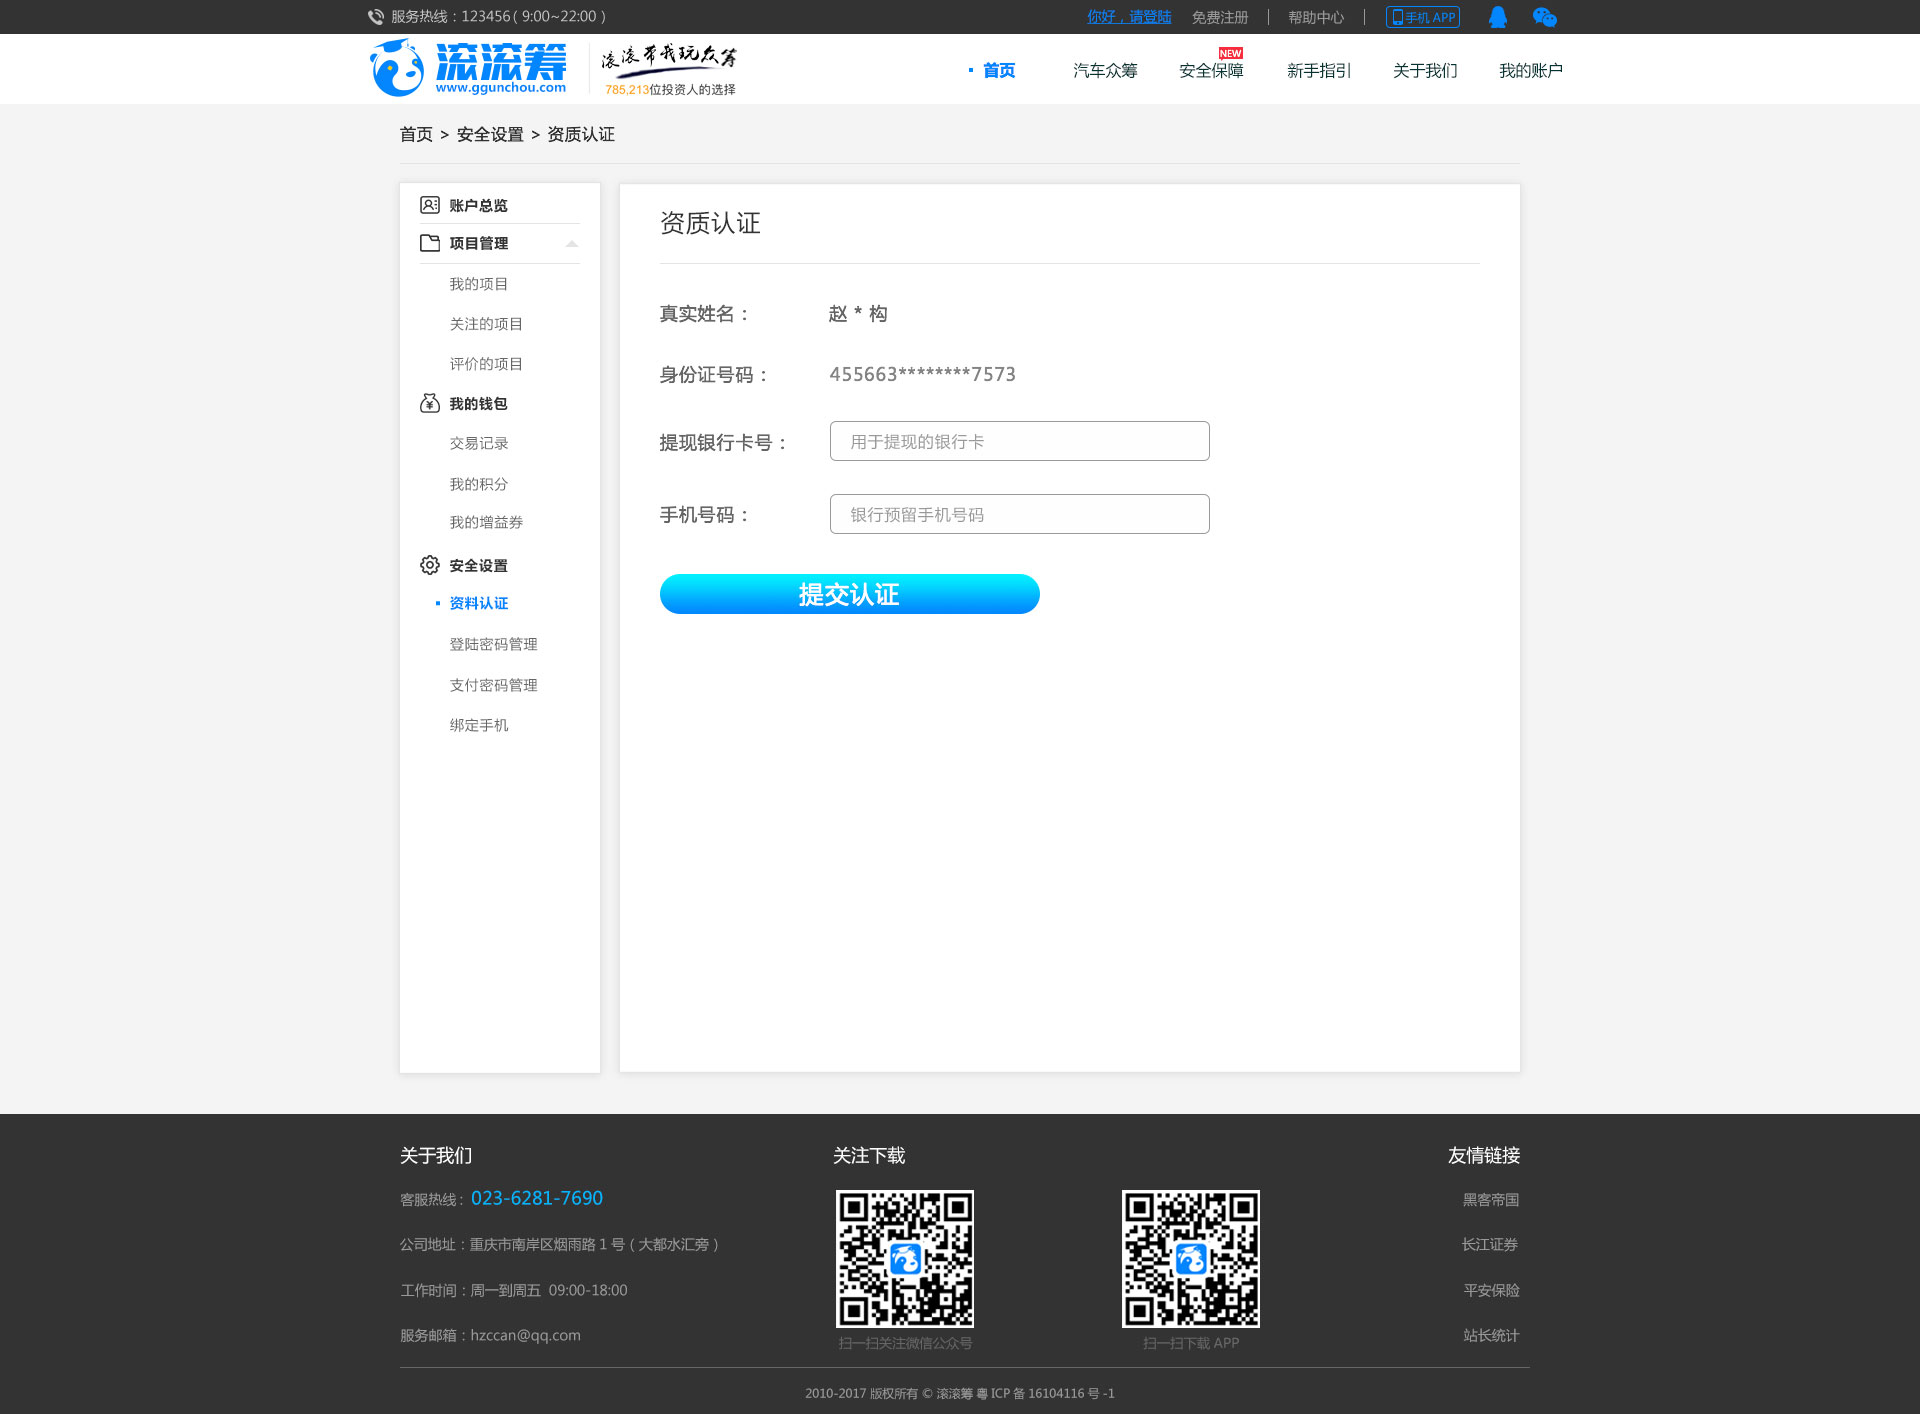 服务热线：123456（9:00~22:00）
你好，请登陆 免费注册 帮助中心 手机 APP
滚滚筹
www.ggunchou.com
滚滚带我玩众筹
785,213位投资人的选择
首页 汽车众筹 安全保障 NEW 新手指引 关于我们 我的账户
首页 > 安全设置 > 资质认证
账户总览
项目管理
我的项目
关注的项目
评价的项目
我的钱包
交易记录
我的积分
我的增益券
安全设置
资料认证
登陆密码管理
支付密码管理
绑定手机
资质认证
真实姓名： 赵 * 构
身份证号码： 455663********7573
提现银行卡号： 用于提现的银行卡
手机号码： 银行预留手机号码
提交认证
关于我们
客服热线：023-6281-7690
公司地址：重庆市南岸区烟雨路 1 号（大都水汇旁）
工作时间：周一到周五 09:00-18:00
服务邮箱：hzccan@qq.com
关注下载
扫一扫关注微信公众号
扫一扫下载 APP
友情链接
黑客帝国
长江证券
平安保险
站长统计
2010-2017 版权所有 © 滚滚筹 粤 ICP 备 16104116 号 -1